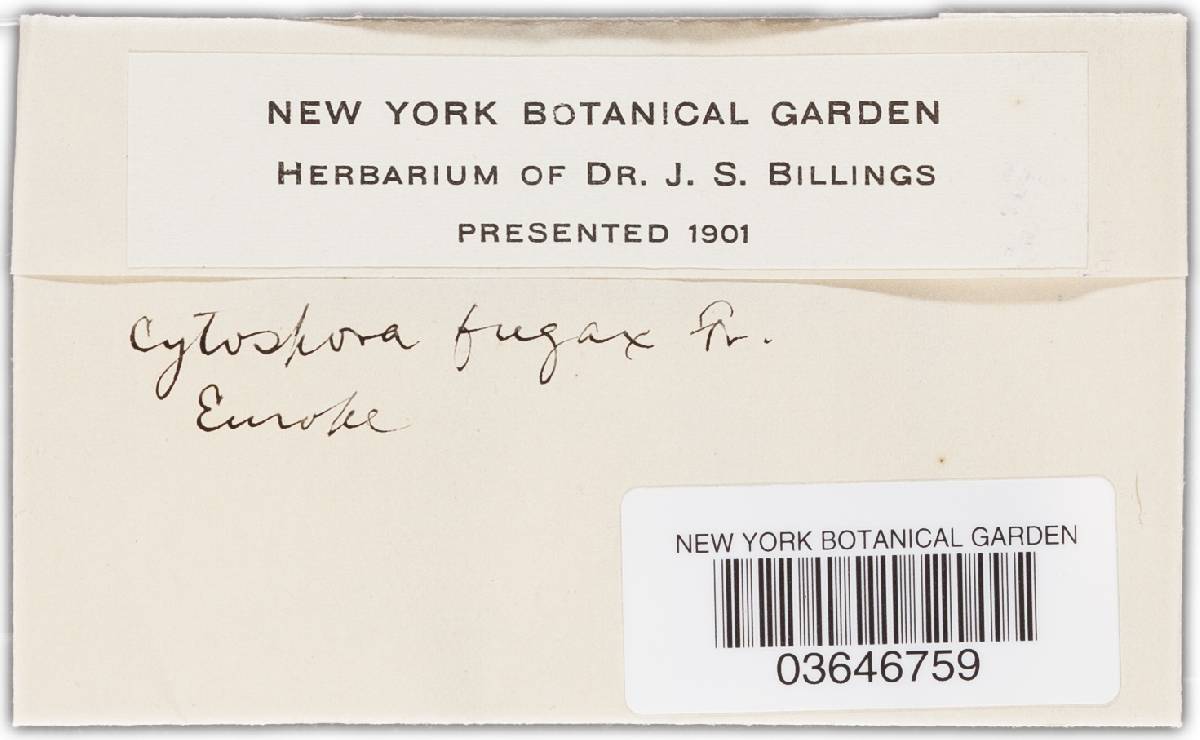 NEW YORK BOTANICAL GARDEN
HERBARIUM OF DR. J. S. BILLINGS
PRESENTED 1901
Cytospora fugax Fr.
Europe
NEW YORK BOTANICAL GARDEN
03646759